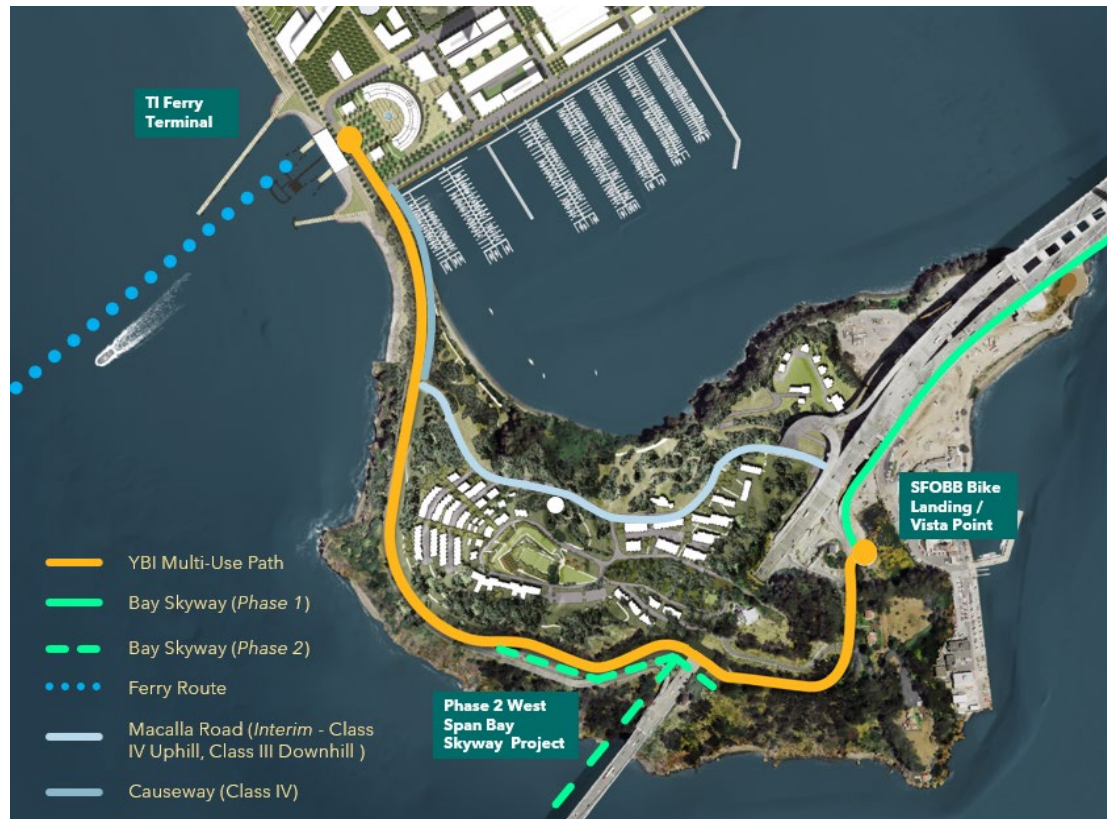 TI Ferry
Terminal
SFOBB Bike
Landing /
Vista Point
Phase 2 West
Span Bay
Skyway Project
YBI Multi-Use Path
Bay Skyway (Phase 1)
Bay Skyway (Phase 2)
Ferry Route
Macalla Road (Interim - Class
IV Uphill, Class III Downhill )
Causeway (Class IV)